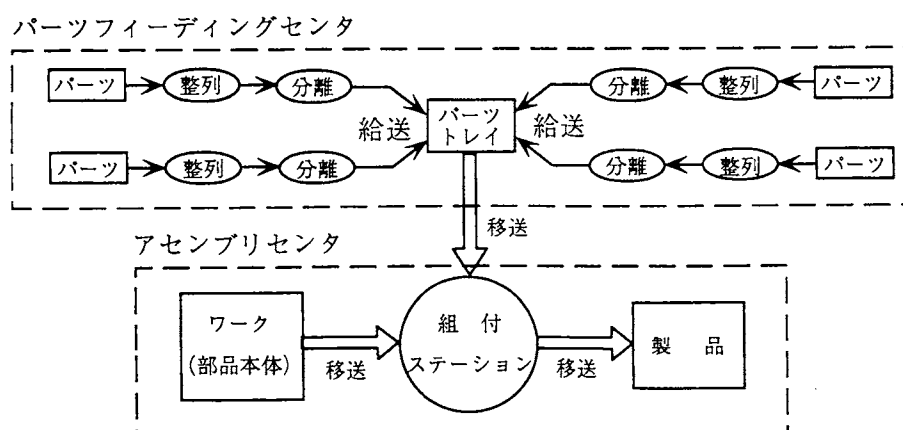 パーツフィーディングセンタ
パーツ 整列 分離 分離 整列 パーツ
給送 パーツ 給送
トレイ
パーツ 整列 分離 分離 整列 パーツ
移送
アセンブリセンタ
ワーク 組 付 製 品
(部品本体) 移送 ステーション 移送